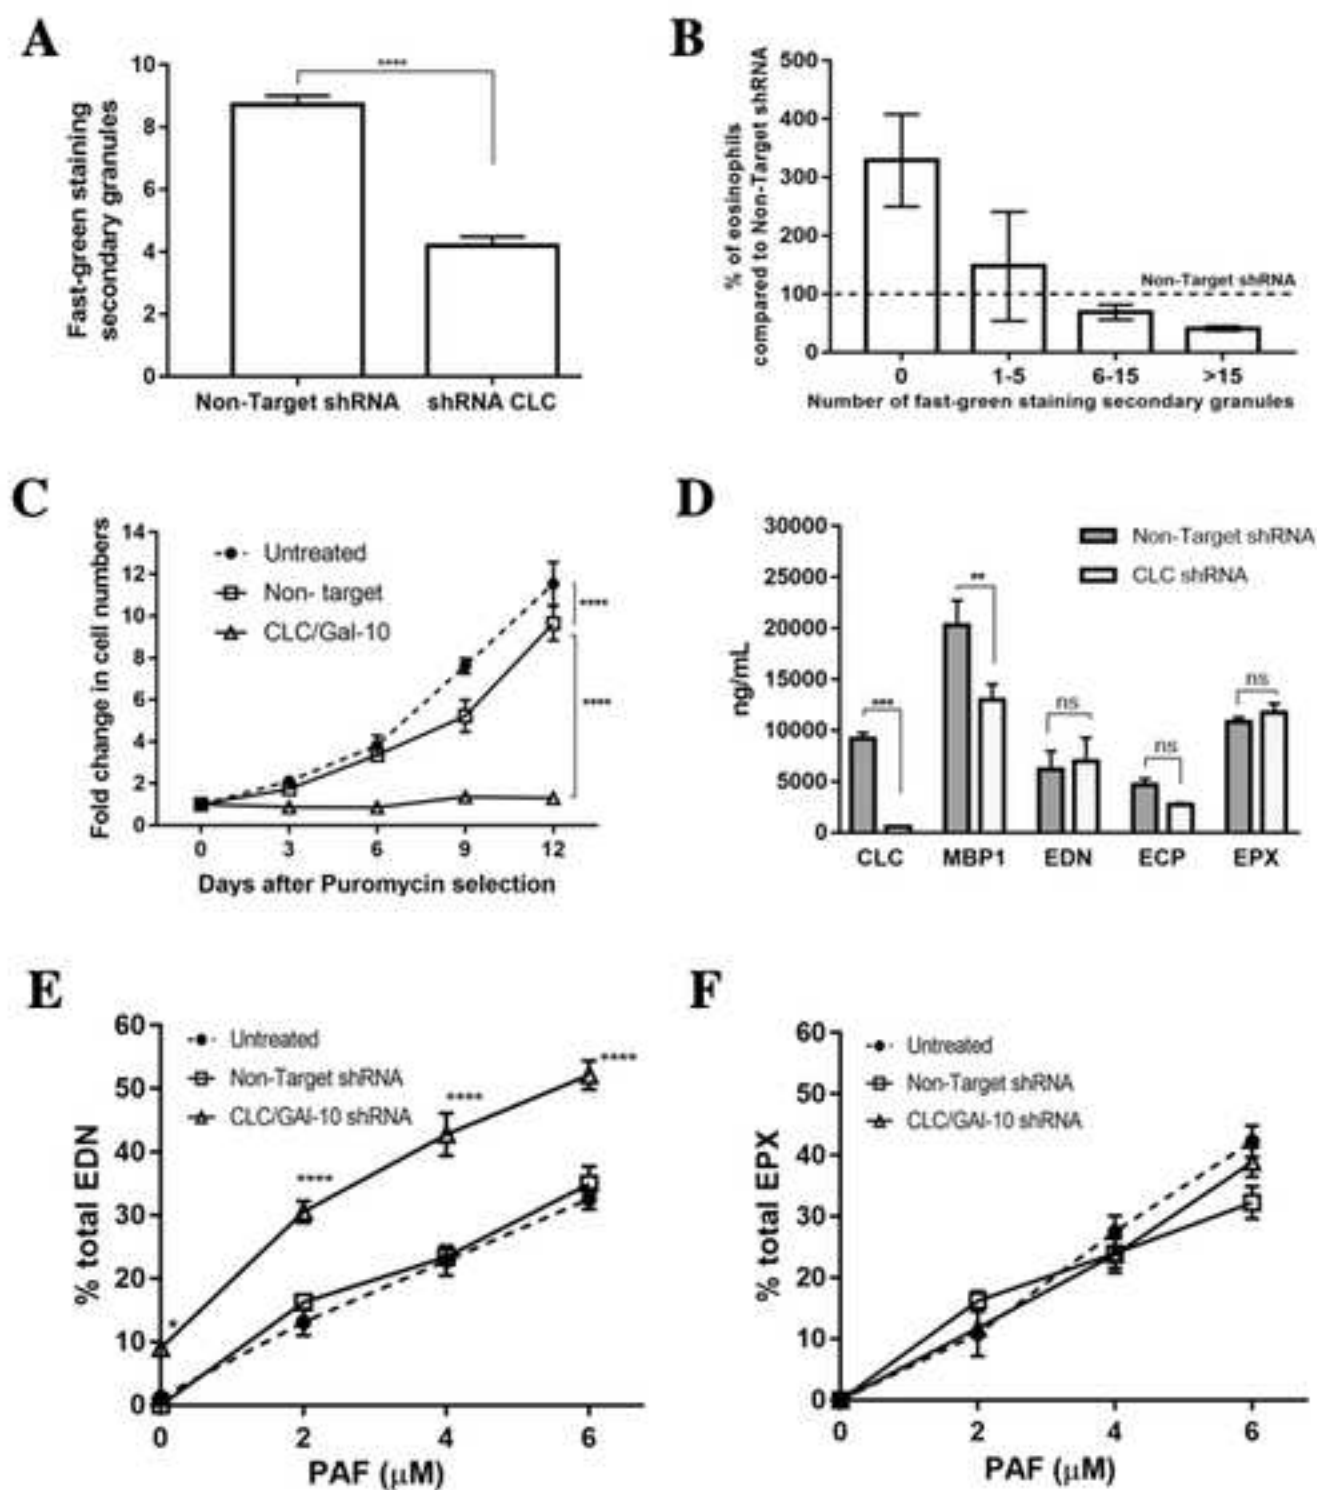 A
Fast-green staining
secondary granules
10
8
6
4
2
0
****
Non-Target shRNA
shRNA CLC
B
% of eosinophils
compared to Non-Target shRNA
500
400
300
200
100
0
Non-Target shRNA
0
1-5
6-15
>15
Number of fast-green staining secondary granules
C
Fold change in cell numbers
14
12
10
8
6
4
2
0
Untreated
Non- target
CLC/Gal-10
****
****
0
3
6
9
12
Days after Puromycin selection
D
ng/mL
30000
25000
20000
15000
10000
5000
0
Non-Target shRNA
CLC shRNA
***
**
ns
ns
ns
CLC
MBP1
EDN
ECP
EPX
E
% total EDN
60
50
40
30
20
10
0
Untreated
Non-Target shRNA
CLC/GAl-10 shRNA
*
****
****
****
0
2
4
6
PAF (μM)
F
% total EPX
60
50
40
30
20
10
0
Untreated
Non-Target shRNA
CLC/GAl-10 shRNA
0
2
4
6
PAF (μM)